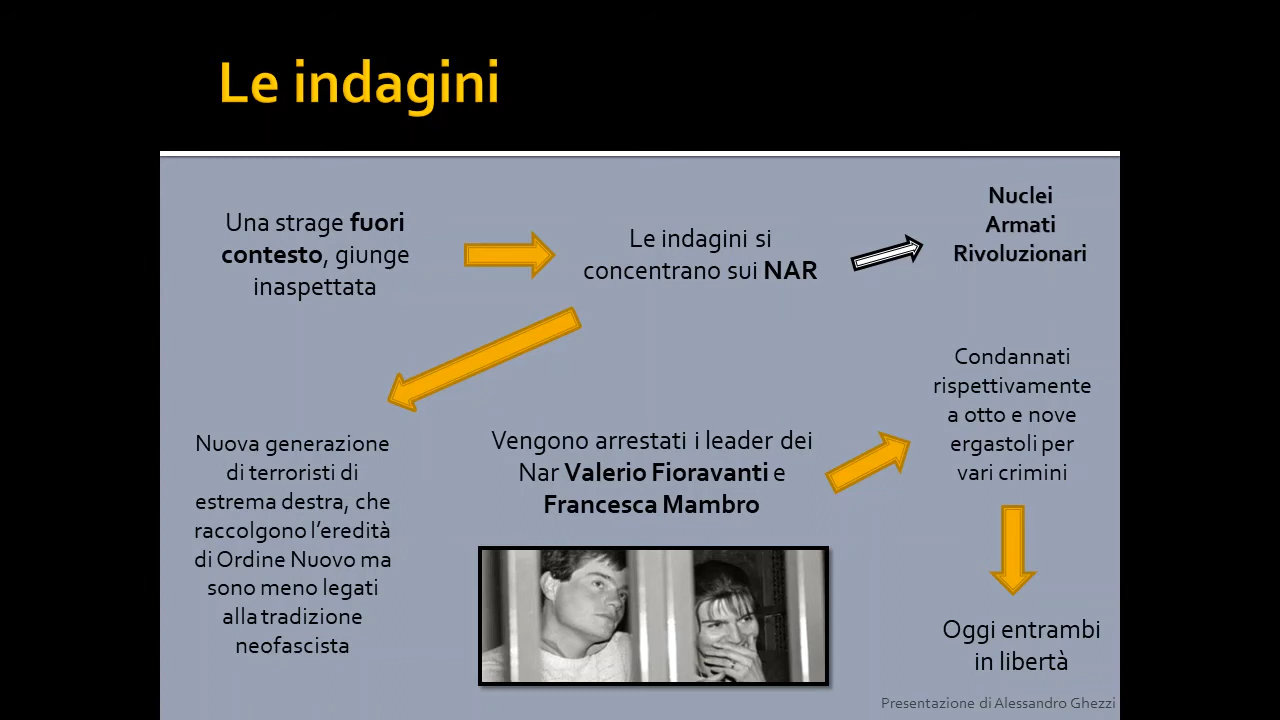 Le indagini
Una strage fuori
contesto, giunge
inaspettata
Le indagini si
concentrano sui NAR
Nuclei
Armati
Rivoluzionari
Nuova generazione
di terroristi di
estrema destra, che
raccolgono l'eredità
di Ordine Nuovo ma
sono meno legati
alla tradizione
neofascista
Vengono arrestati i leader dei
Nar Valerio Fioravanti e
Francesca Mambro
Condannati
rispettivamente
a otto e nove
ergastoli per
vari crimini
Oggi entrambi
in libertà
Presentazione di Alessandro Ghezzi